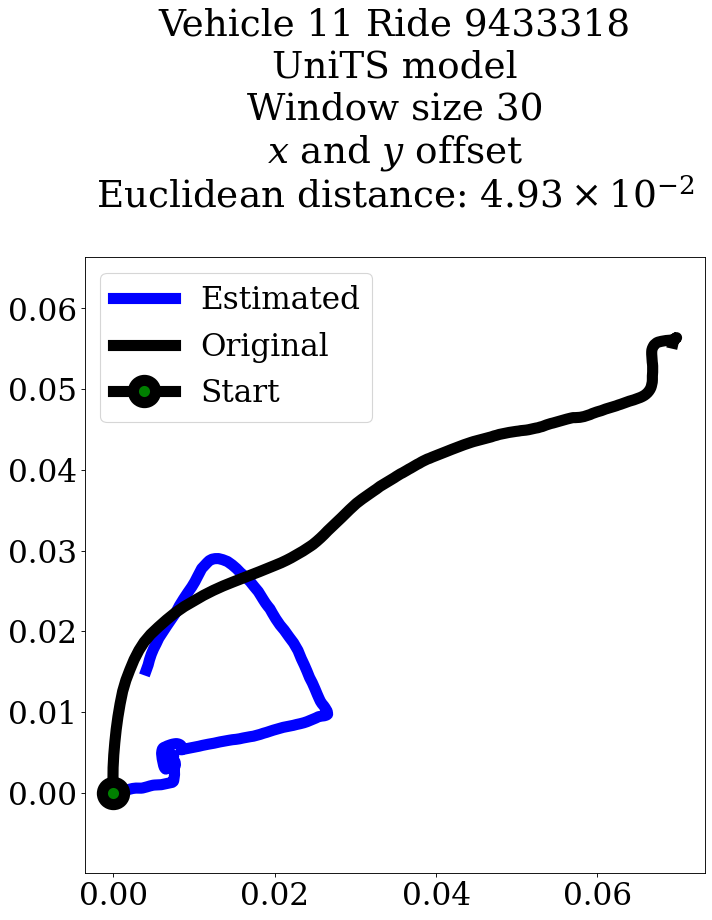 Vehicle 11 Ride 9433318
UniTS model
Window size 30
x and y offset
Euclidean distance: 4.93 × 10⁻²
Estimated
Original
Start
0.06
0.05
0.04
0.03
0.02
0.01
0.00
0.00 0.02 0.04 0.06